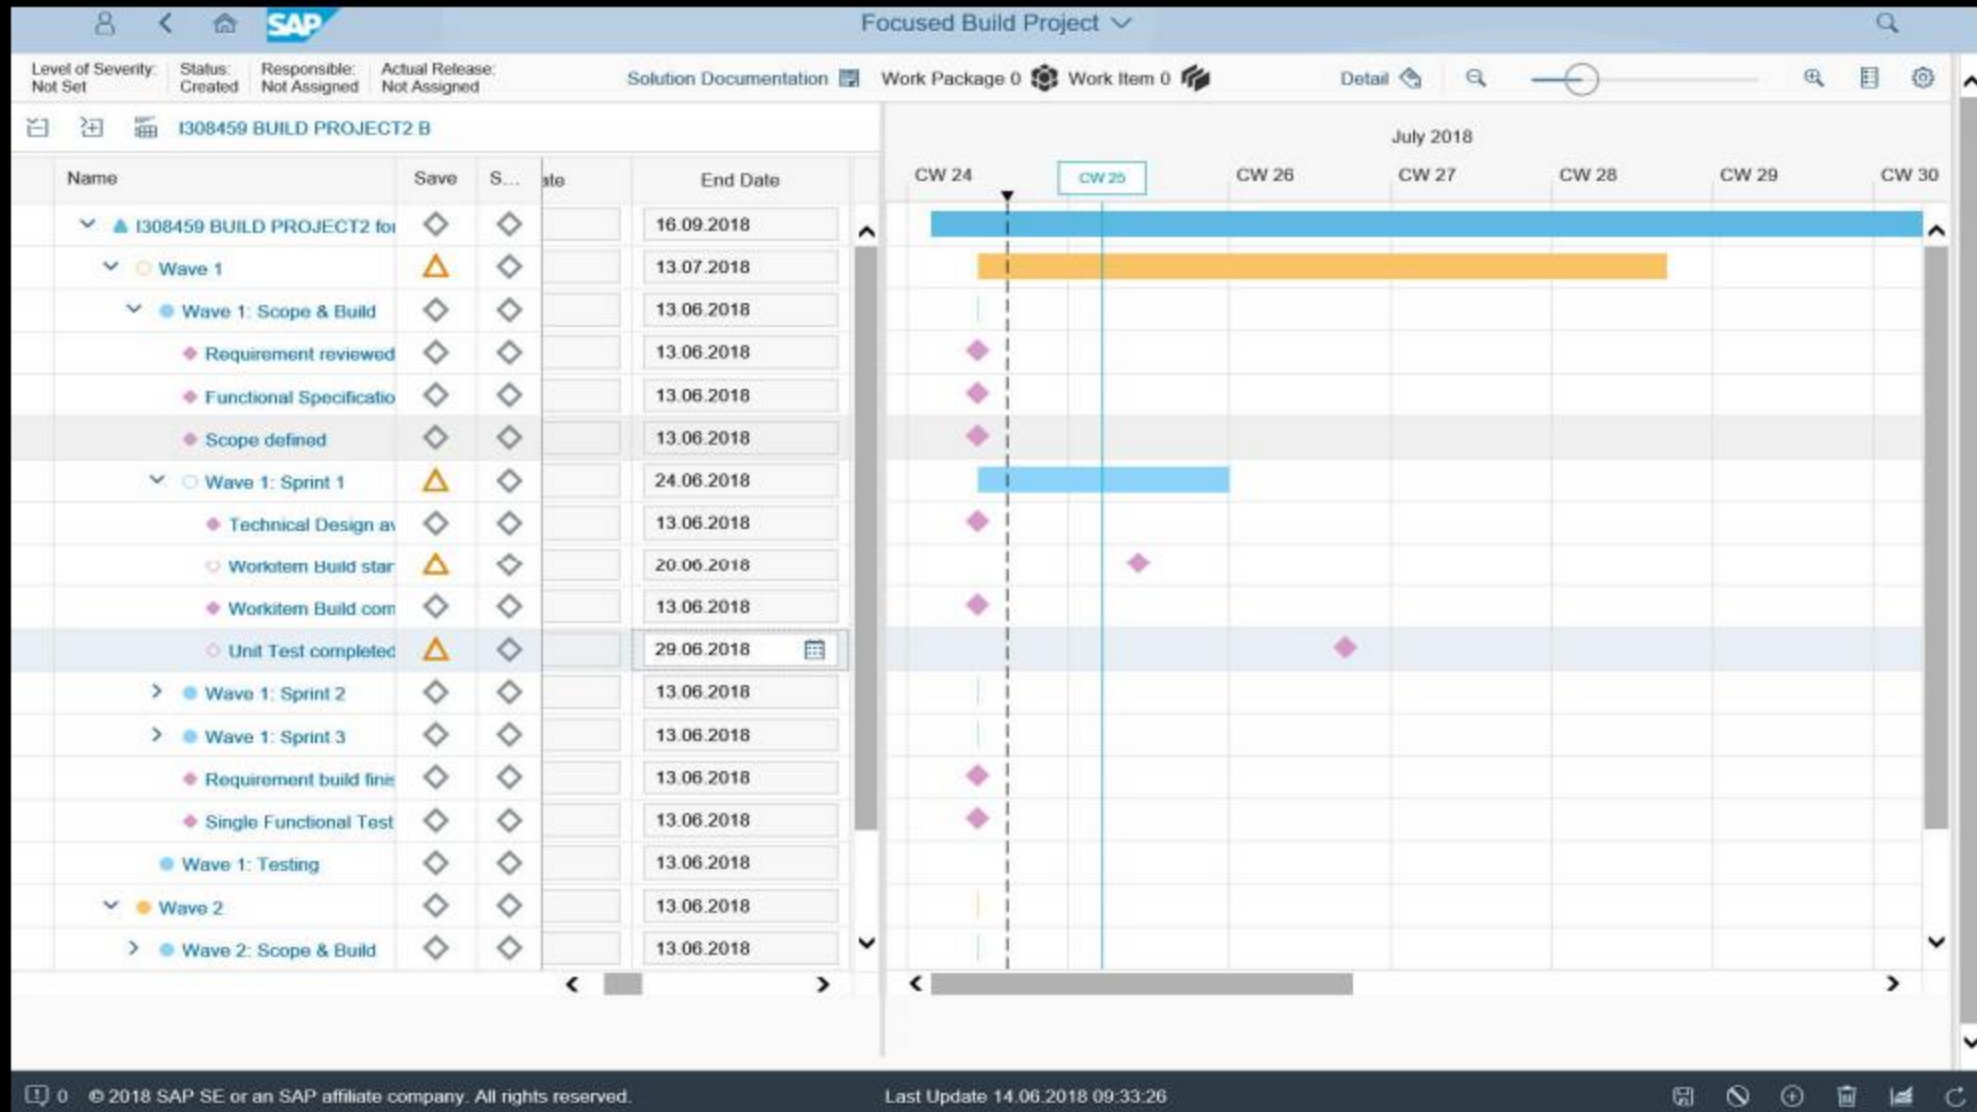 SAP
Focused Build Project
Level of Severity: Not Set
Status: Created
Responsible: Not Assigned
Actual Release: Not Assigned
Solution Documentation
Work Package 0
Work Item 0
Detail
I308459 BUILD PROJECT2 B
July 2018
Name Save S... ate End Date
CW 24 CW 25 CW 26 CW 27 CW 28 CW 29 CW 30
I308459 BUILD PROJECT2 for 16.09.2018
Wave 1 13.07.2018
Wave 1: Scope & Build 13.06.2018
Requirement reviewed 13.06.2018
Functional Specificatio 13.06.2018
Scope defined 13.06.2018
Wave 1: Sprint 1 24.06.2018
Technical Design av 13.06.2018
Workitem Build star 20.06.2018
Workitem Build com 13.06.2018
Unit Test completed 29.06.2018
Wave 1: Sprint 2 13.06.2018
Wave 1: Sprint 3 13.06.2018
Requirement build finis 13.06.2018
Single Functional Test 13.06.2018
Wave 1: Testing 13.06.2018
Wave 2 13.06.2018
Wave 2: Scope & Build 13.06.2018
0 © 2018 SAP SE or an SAP affiliate company. All rights reserved.
Last Update 14.06.2018 09:33:26